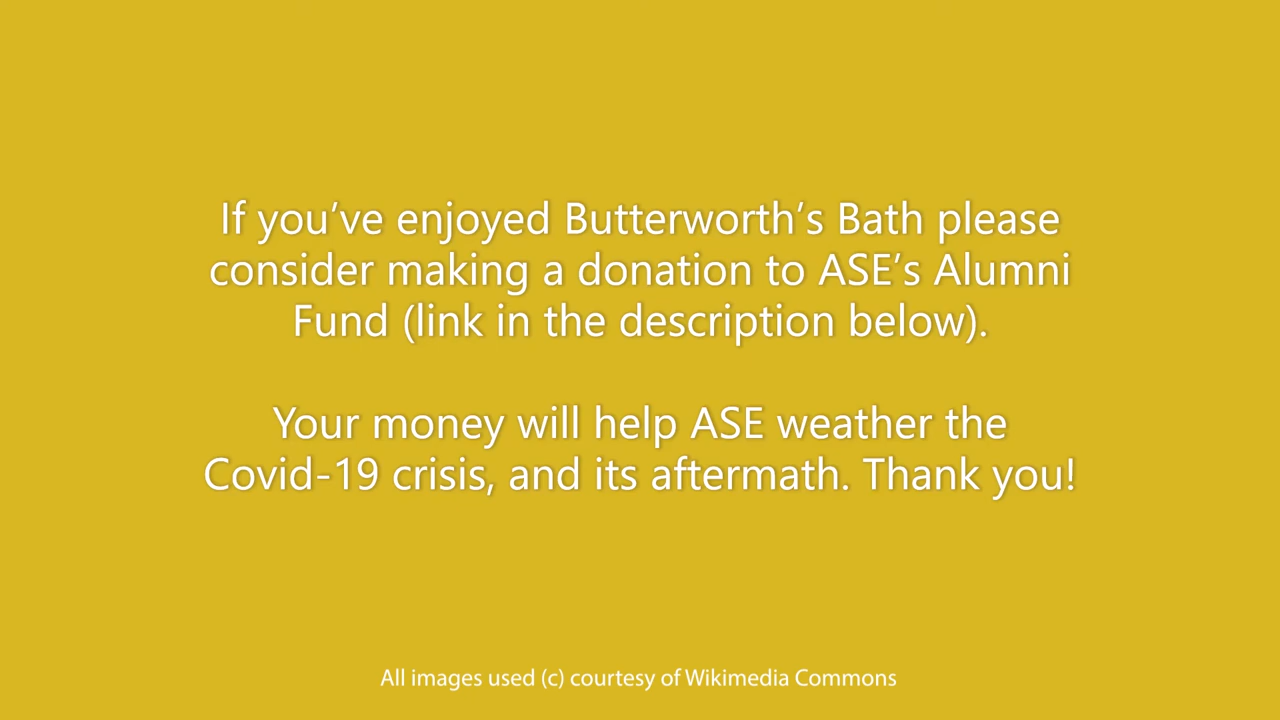 If you’ve enjoyed Butterworth’s Bath please
consider making a donation to ASE’s Alumni
Fund (link in the description below).
Your money will help ASE weather the
Covid-19 crisis, and its aftermath. Thank you!
All images used (c) courtesy of Wikimedia Commons